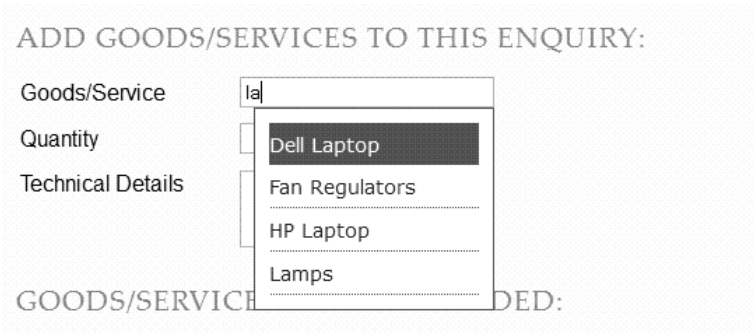 ADD GOODS/SERVICES TO THIS ENQUIRY:
Goods/Service la
Dell Laptop
Quantity
Technical Details
Fan Regulators
HP Laptop
Lamps
GOODS/SERVIC DED: